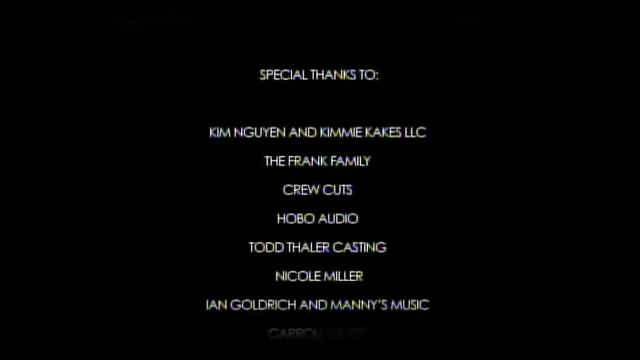 SPECIAL THANKS TO:
KIM NGUYEN AND KIMMIE KAKES LLC
THE FRANK FAMILY
CREW CUTS
HOBO AUDIO
TODD THALER CASTING
NICOLE MILLER
IAN GOLDRICH AND MANNY'S MUSIC